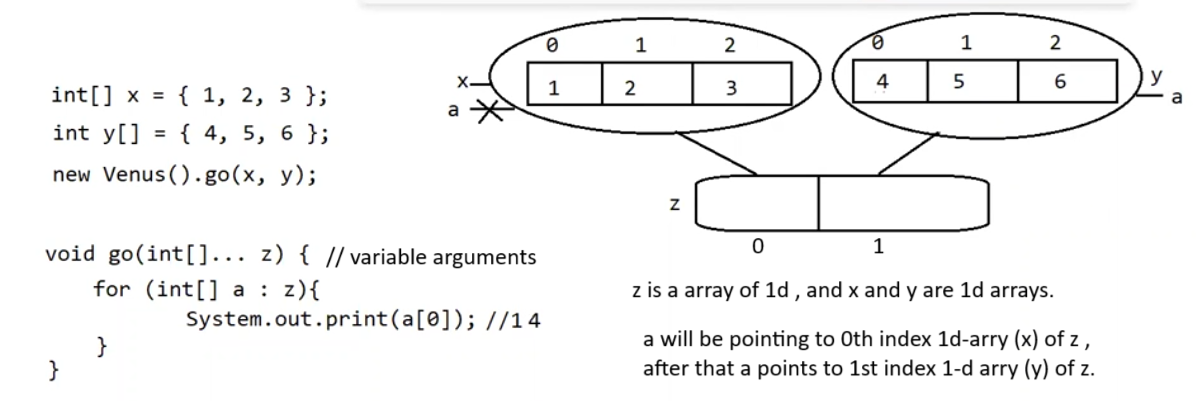 int[] x = { 1, 2, 3 };
int y[] = { 4, 5, 6 };
new Venus().go(x, y);
void go(int[]... z) { // variable arguments
for (int[] a : z){
System.out.print(a[0]); //14
}
}
0 1 2
x 1 2 3
a
0 1 2
4 5 6 y
a
z
0 1
z is a array of 1d , and x and y are 1d arrays.
a will be pointing to 0th index 1d-arry (x) of z ,
after that a points to 1st index 1-d arry (y) of z.